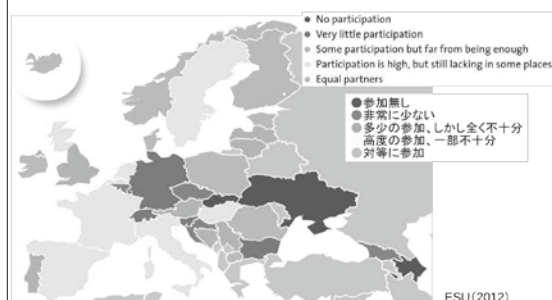 ● No participation
● Very little participation
● Some participation but far from being enough
● Participation is high, but still lacking in some places
● Equal partners
●参加無し
●非常に少ない
●多少の参加、しかし全く不十分
高度の参加、一部不十分
●対等に参加
ESU(2012)